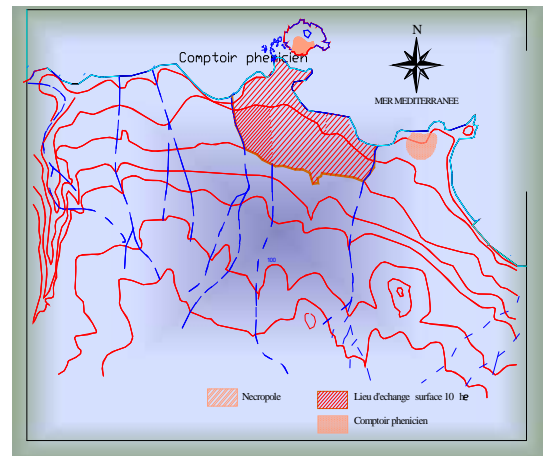 N
Comptoir phenicien
MER MEDITERRANEE
100
Necropole
Lieu d'echange surface 10 he
Comptoir phenicien